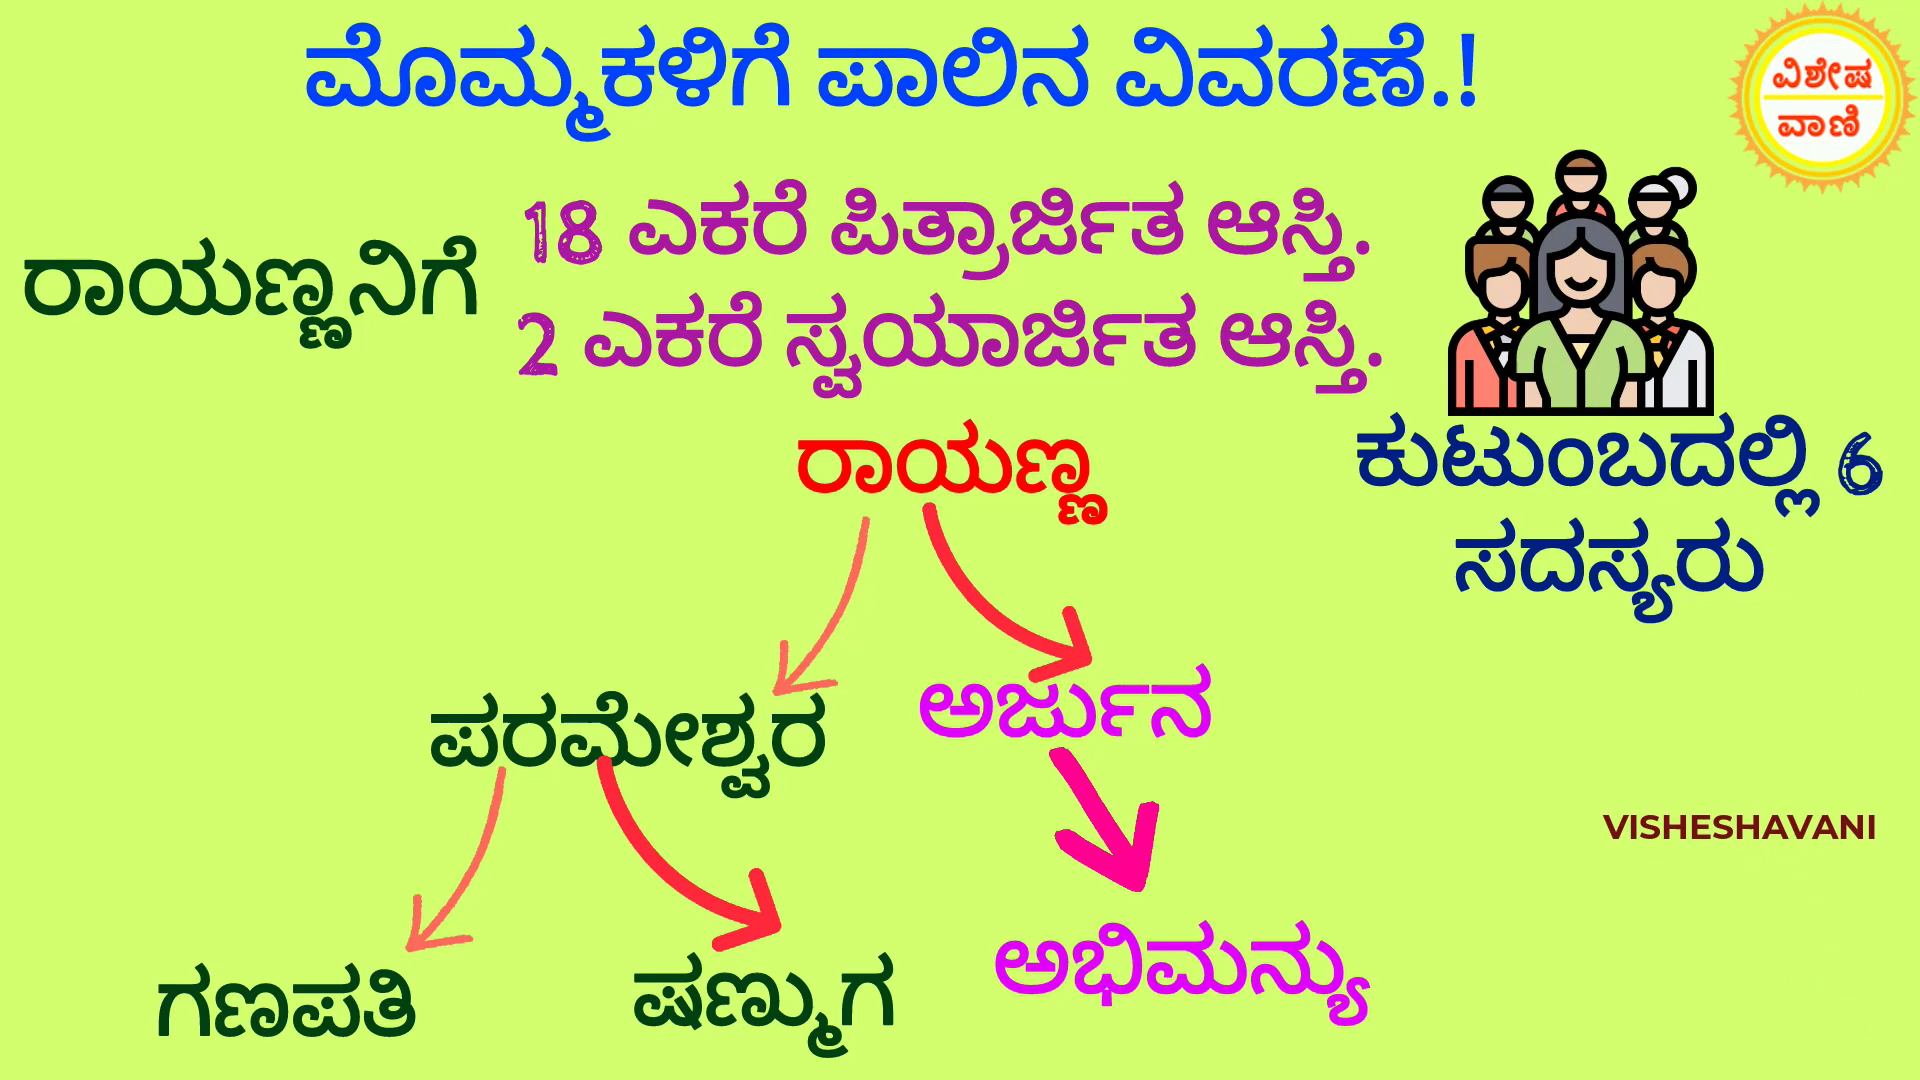 ಮೊಮ್ಮಕಳಿಗೆ ಪಾಲಿನ ವಿವರಣೆ.!
ವಿಶೇಷ
ವಾಣಿ
ರಾಯಣ್ಣನಿಗೆ
18 ಎಕರೆ ಪಿತ್ರಾರ್ಜಿತ ಆಸ್ತಿ.
2 ಎಕರೆ ಸ್ವಯಾರ್ಜಿತ ಆಸ್ತಿ.
ರಾಯಣ್ಣ
ಕುಟುಂಬದಲ್ಲಿ 6
ಸದಸ್ಯರು
ಪರಮೇಶ್ವರ
ಅರ್ಜುನ
VISHESHAVANI
ಗಣಪತಿ
ಷಣ್ಮುಗ
ಅಭಿಮನ್ಯು